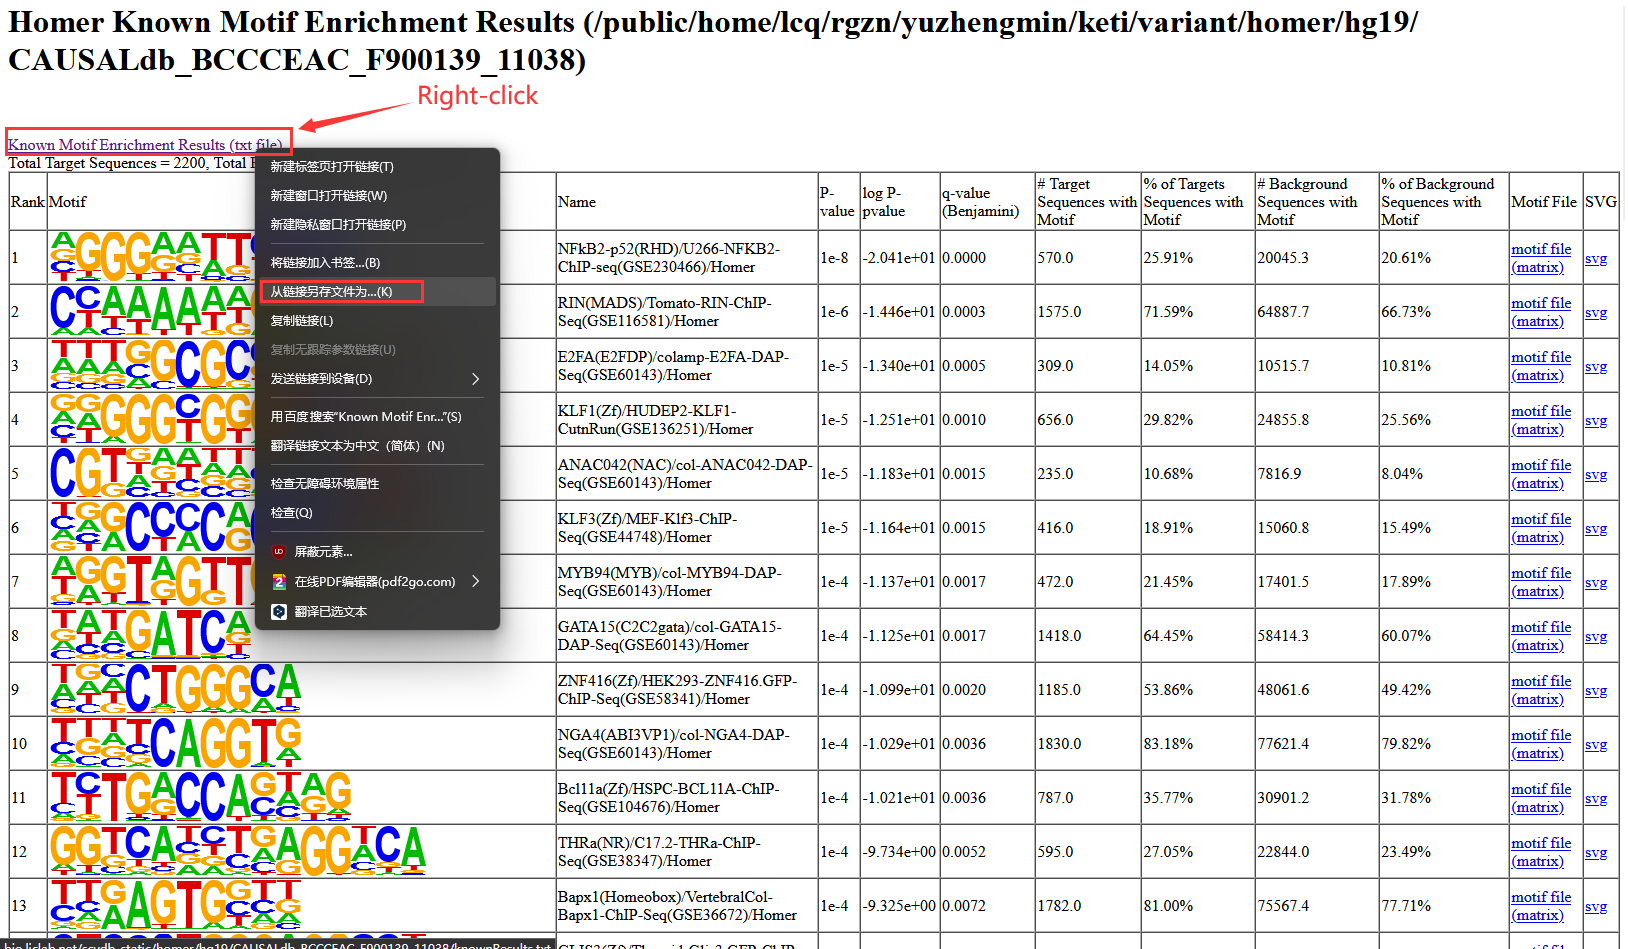 Homer Known Motif Enrichment Results (/public/home/lcq/rgzn/yuzhengmin/keti/variant/homer/hg19/
CAUSALdb_BCCCEAC_F900139_11038)
Right-click
Known Motif Enrichment Results (txt file)
Total Target Sequences = 2200, Total
新建标签页打开链接(T)
新建窗口打开链接(W)
新建隐私窗口打开链接(P)
将链接加入书签...(B)
从链接另存文件为...(K)
复制链接(L)
复制无跟踪参数链接(U)
发送链接到设备(D)
用百度搜索“Known Motif Enr...”(S)
翻译链接文本为中文（简体）(N)
检查无障碍环境属性
检查(Q)
屏蔽元素...
在线PDF编辑器(pdf2go.com)
翻译已选文本
Rank Motif Name P-value log P-pvalue q-value (Benjamini) # Target Sequences with Motif % of Targets Sequences with Motif # Background Sequences with Motif % of Background Sequences with Motif Motif File SVG
1 NFkB2-p52(RHD)/U266-NFKB2-ChIP-seq(GSE230466)/Homer 1e-8 -2.041e+01 0.0000 570.0 25.91% 20045.3 20.61% motif file (matrix) svg
2 RIN(MADS)/Tomato-RIN-ChIP-Seq(GSE116581)/Homer 1e-6 -1.446e+01 0.0003 1575.0 71.59% 64887.7 66.73% motif file (matrix) svg
3 E2FA(E2FDP)/colamp-E2FA-DAP-Seq(GSE60143)/Homer 1e-5 -1.340e+01 0.0005 309.0 14.05% 10515.7 10.81% motif file (matrix) svg
4 KLF1(Zf)/HUDEP2-KLF1-CutnRun(GSE136251)/Homer 1e-5 -1.251e+01 0.0010 656.0 29.82% 24855.8 25.56% motif file (matrix) svg
5 ANAC042(NAC)/col-ANAC042-DAP-Seq(GSE60143)/Homer 1e-5 -1.183e+01 0.0015 235.0 10.68% 7816.9 8.04% motif file (matrix) svg
6 KLF3(Zf)/MEF-Klf3-ChIP-Seq(GSE44748)/Homer 1e-5 -1.164e+01 0.0015 416.0 18.91% 15060.8 15.49% motif file (matrix) svg
7 MYB94(MYB)/col-MYB94-DAP-Seq(GSE60143)/Homer 1e-4 -1.137e+01 0.0017 472.0 21.45% 17401.5 17.89% motif file (matrix) svg
8 GATA15(C2C2gata)/col-GATA15-DAP-Seq(GSE60143)/Homer 1e-4 -1.125e+01 0.0017 1418.0 64.45% 58414.3 60.07% motif file (matrix) svg
9 ZNF416(Zf)/HEK293-ZNF416.GFP-ChIP-Seq(GSE58341)/Homer 1e-4 -1.099e+01 0.0020 1185.0 53.86% 48061.6 49.42% motif file (matrix) svg
10 NGA4(ABI3VP1)/col-NGA4-DAP-Seq(GSE60143)/Homer 1e-4 -1.029e+01 0.0036 1830.0 83.18% 77621.4 79.82% motif file (matrix) svg
11 Bcl11a(Zf)/HSPC-BCL11A-ChIP-Seq(GSE104676)/Homer 1e-4 -1.021e+01 0.0036 787.0 35.77% 30901.2 31.78% motif file (matrix) svg
12 THRa(NR)/C17.2-THRa-ChIP-Seq(GSE38347)/Homer 1e-4 -9.734e+00 0.0052 595.0 27.05% 22844.0 23.49% motif file (matrix) svg
13 Bapx1(Homeobox)/VertebralCol-Bapx1-ChIP-Seq(GSE36672)/Homer 1e-4 -9.325e+00 0.0072 1782.0 81.00% 75567.4 77.71% motif file (matrix) svg